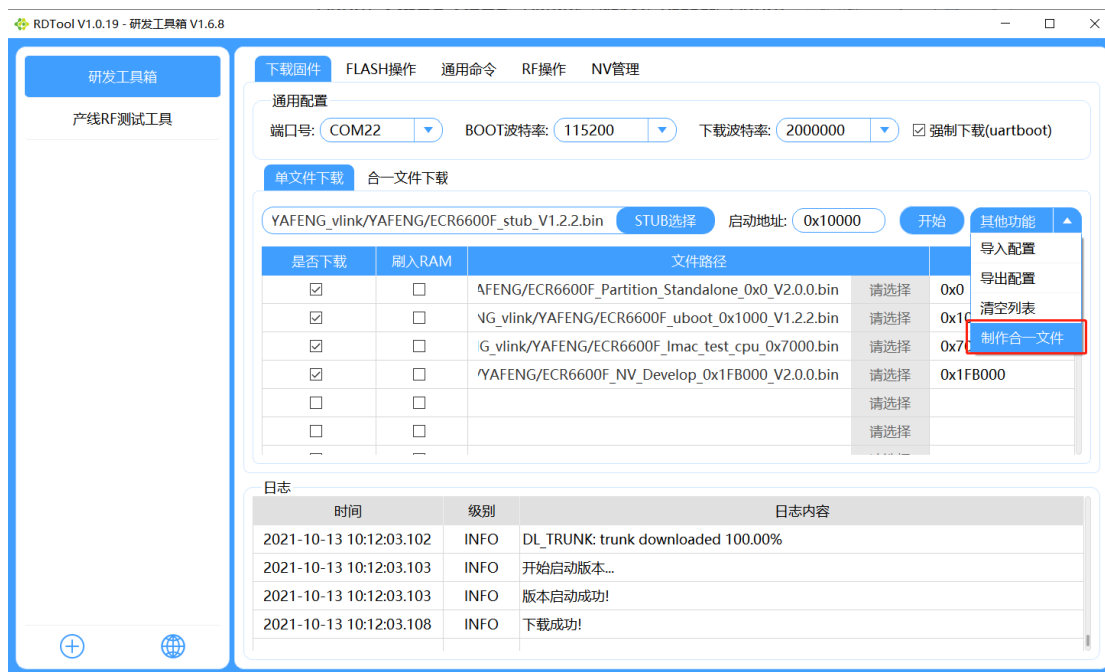 RDTool V1.0.19 - 研发工具箱 V1.6.8
研发工具箱
产线RF测试工具
下载固件 FLASH操作 通用命令 RF操作 NV管理
通用配置
端口号: COM22 BOOT波特率: 115200 下载波特率: 2000000 强制下载(uartboot)
单文件下载 合一文件下载
YAFENG_vlink/YAFENG/ECR6600F_stub_V1.2.2.bin STUB选择 启动地址: 0x10000 开始 其他功能
导入配置
导出配置
清空列表
制作合一文件
是否下载 刷入RAM 文件路径
AFENG/ECR6600F_Partition_Standalone_0x0_V2.0.0.bin 请选择 0x0
NG_vlink/YAFENG/ECR6600F_uboot_0x1000_V1.2.2.bin 请选择 0x10
G_vlink/YAFENG/ECR6600F_lmac_test_cpu_0x7000.bin 请选择 0x70
/YAFENG/ECR6600F_NV_Develop_0x1FB000_V2.0.0.bin 请选择 0x1FB000
请选择
请选择
日志
时间 级别 日志内容
2021-10-13 10:12:03.102 INFO DL_TRUNK: trunk downloaded 100.00%
2021-10-13 10:12:03.103 INFO 开始启动版本...
2021-10-13 10:12:03.103 INFO 版本启动成功!
2021-10-13 10:12:03.108 INFO 下载成功!